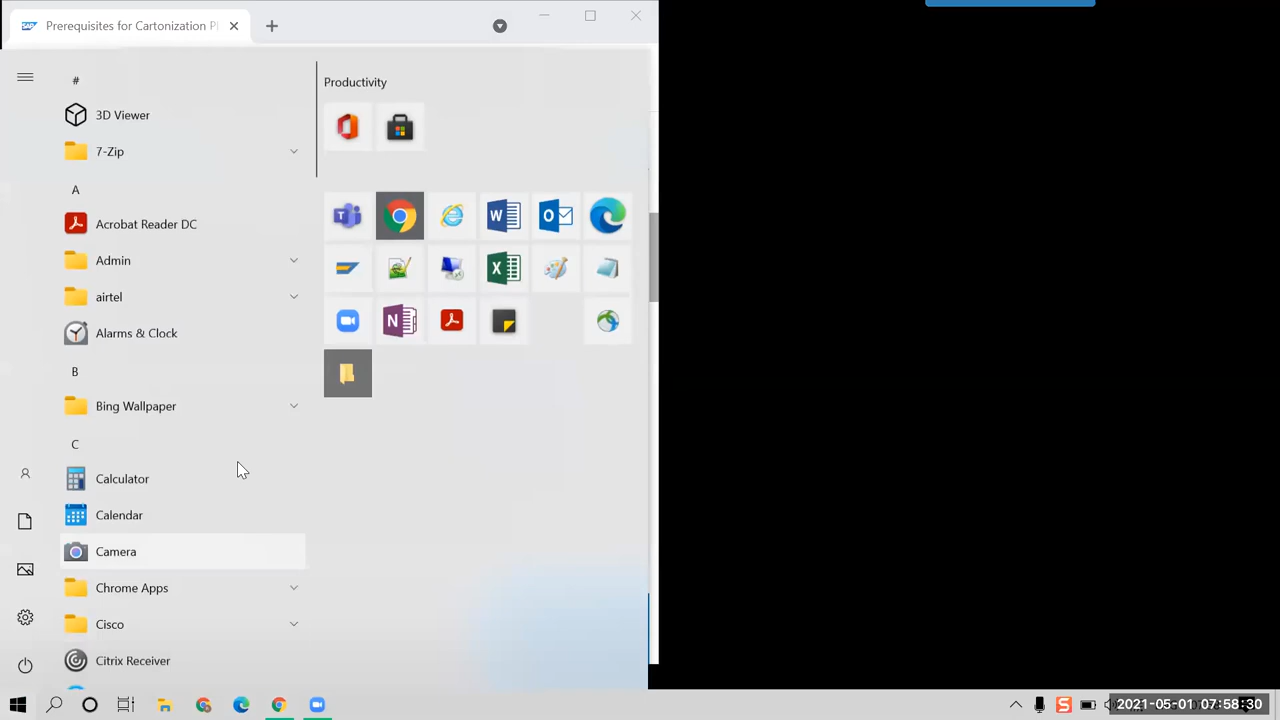 Prerequisites for Cartonization Pl
#
Productivity
3D Viewer
7-Zip
A
Acrobat Reader DC
Admin
airtel
Alarms & Clock
B
Bing Wallpaper
C
Calculator
Calendar
Camera
Chrome Apps
Cisco
Citrix Receiver
2021-05-01 07:58:30